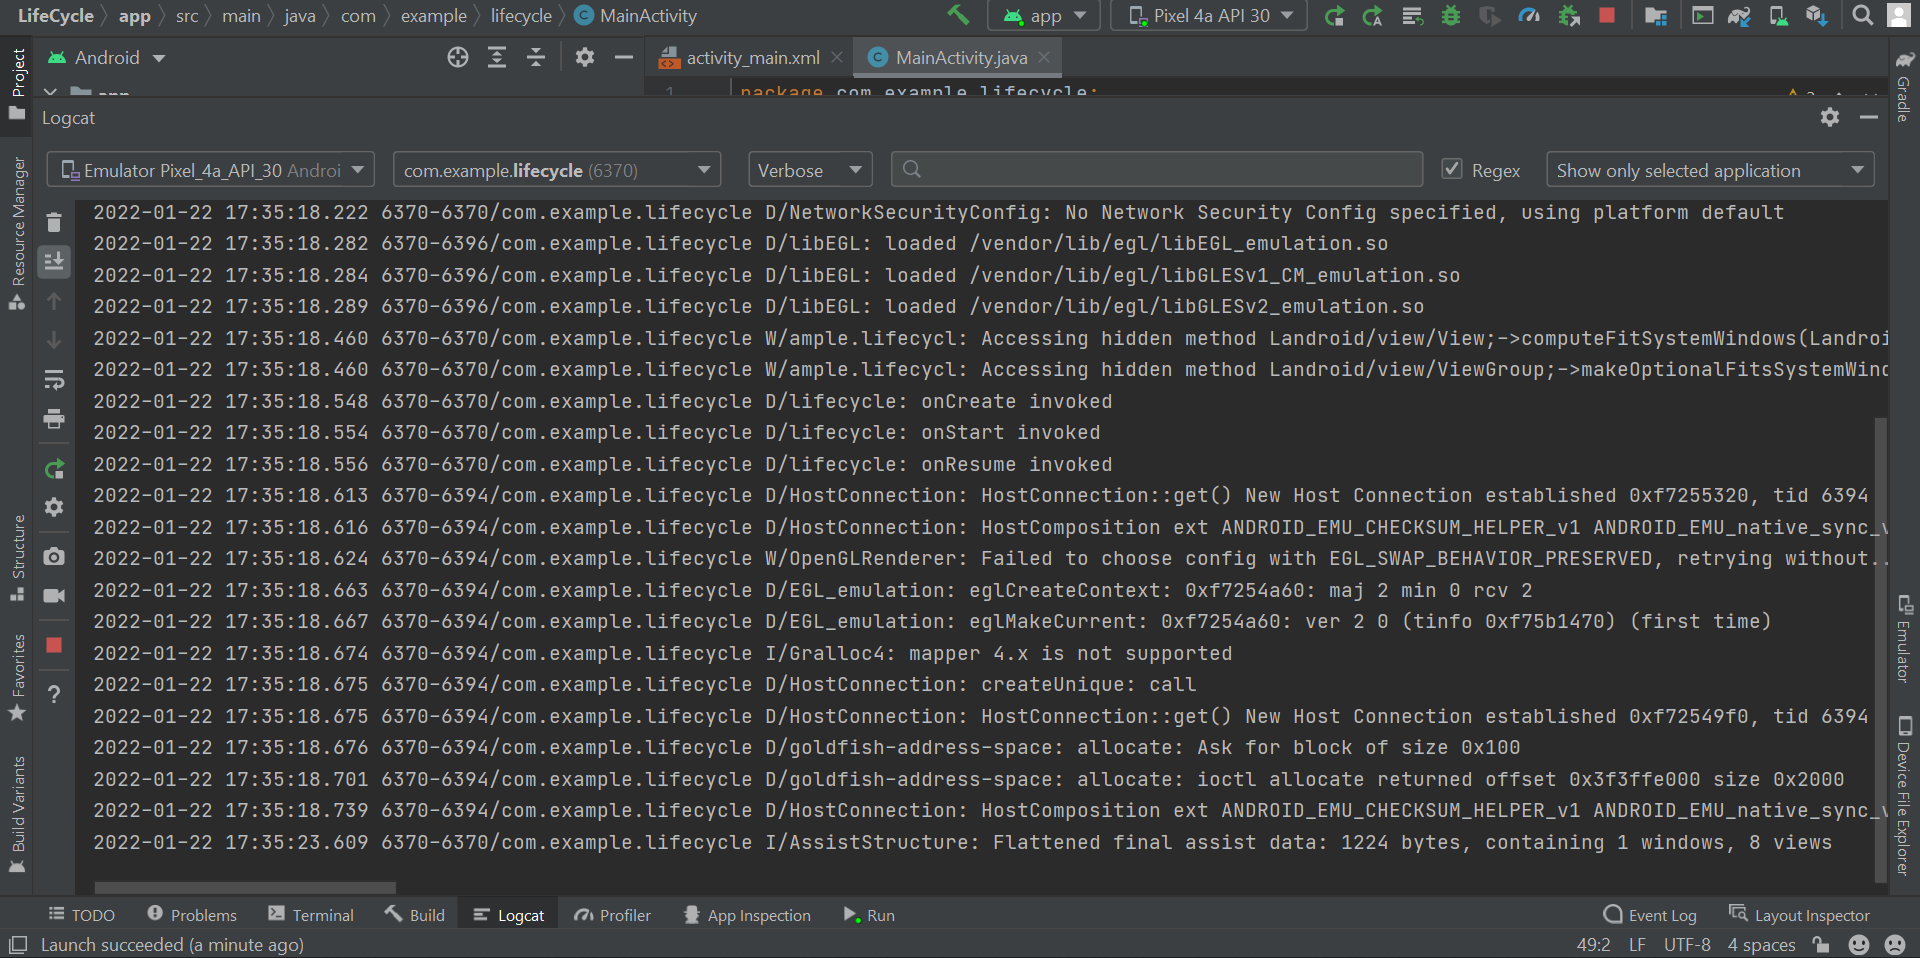 LifeCycle app src main java com example lifecycle MainActivity app Pixel 4a API 30
Project
Android
activity_main.xml
MainActivity.java
Gradle
1 package com.example.lifecycle;
Logcat
Emulator Pixel_4a_API_30 Androi
com.example.lifecycle (6370)
Verbose
Regex
Show only selected application
Resource Manager
2022-01-22 17:35:18.222 6370-6370/com.example.lifecycle D/NetworkSecurityConfig: No Network Security Config specified, using platform default
2022-01-22 17:35:18.282 6370-6396/com.example.lifecycle D/libEGL: loaded /vendor/lib/egl/libEGL_emulation.so
2022-01-22 17:35:18.284 6370-6396/com.example.lifecycle D/libEGL: loaded /vendor/lib/egl/libGLESv1_CM_emulation.so
2022-01-22 17:35:18.289 6370-6396/com.example.lifecycle D/libEGL: loaded /vendor/lib/egl/libGLESv2_emulation.so
2022-01-22 17:35:18.460 6370-6370/com.example.lifecycle W/ample.lifecycl: Accessing hidden method Landroid/view/View;->computeFitSystemWindows(Landroi
2022-01-22 17:35:18.460 6370-6370/com.example.lifecycle W/ample.lifecycl: Accessing hidden method Landroid/view/ViewGroup;->makeOptionalFitsSystemWind
2022-01-22 17:35:18.548 6370-6370/com.example.lifecycle D/lifecycle: onCreate invoked
2022-01-22 17:35:18.554 6370-6370/com.example.lifecycle D/lifecycle: onStart invoked
2022-01-22 17:35:18.556 6370-6370/com.example.lifecycle D/lifecycle: onResume invoked
2022-01-22 17:35:18.613 6370-6394/com.example.lifecycle D/HostConnection: HostConnection::get() New Host Connection established 0xf7255320, tid 6394
2022-01-22 17:35:18.616 6370-6394/com.example.lifecycle D/HostConnection: HostComposition ext ANDROID_EMU_CHECKSUM_HELPER_v1 ANDROID_EMU_native_sync_v
2022-01-22 17:35:18.624 6370-6394/com.example.lifecycle W/OpenGLRenderer: Failed to choose config with EGL_SWAP_BEHAVIOR_PRESERVED, retrying without..
2022-01-22 17:35:18.663 6370-6394/com.example.lifecycle D/EGL_emulation: eglCreateContext: 0xf7254a60: maj 2 min 0 rcv 2
2022-01-22 17:35:18.667 6370-6394/com.example.lifecycle D/EGL_emulation: eglMakeCurrent: 0xf7254a60: ver 2 0 (tinfo 0xf75b1470) (first time)
2022-01-22 17:35:18.674 6370-6394/com.example.lifecycle I/Gralloc4: mapper 4.x is not supported
2022-01-22 17:35:18.675 6370-6394/com.example.lifecycle D/HostConnection: createUnique: call
2022-01-22 17:35:18.675 6370-6394/com.example.lifecycle D/HostConnection: HostConnection::get() New Host Connection established 0xf72549f0, tid 6394
2022-01-22 17:35:18.676 6370-6394/com.example.lifecycle D/goldfish-address-space: allocate: Ask for block of size 0x100
2022-01-22 17:35:18.701 6370-6394/com.example.lifecycle D/goldfish-address-space: allocate: ioctl allocate returned offset 0x3f3ffe000 size 0x2000
2022-01-22 17:35:18.739 6370-6394/com.example.lifecycle D/HostConnection: HostComposition ext ANDROID_EMU_CHECKSUM_HELPER_v1 ANDROID_EMU_native_sync_v
2022-01-22 17:35:23.609 6370-6370/com.example.lifecycle I/AssistStructure: Flattened final assist data: 1224 bytes, containing 1 windows, 8 views
Structure
Favorites
Build Variants
Emulator
Device File Explorer
TODO Problems Terminal Build Logcat Profiler App Inspection Run Event Log Layout Inspector
Launch succeeded (a minute ago) 49:2 LF UTF-8 4 spaces